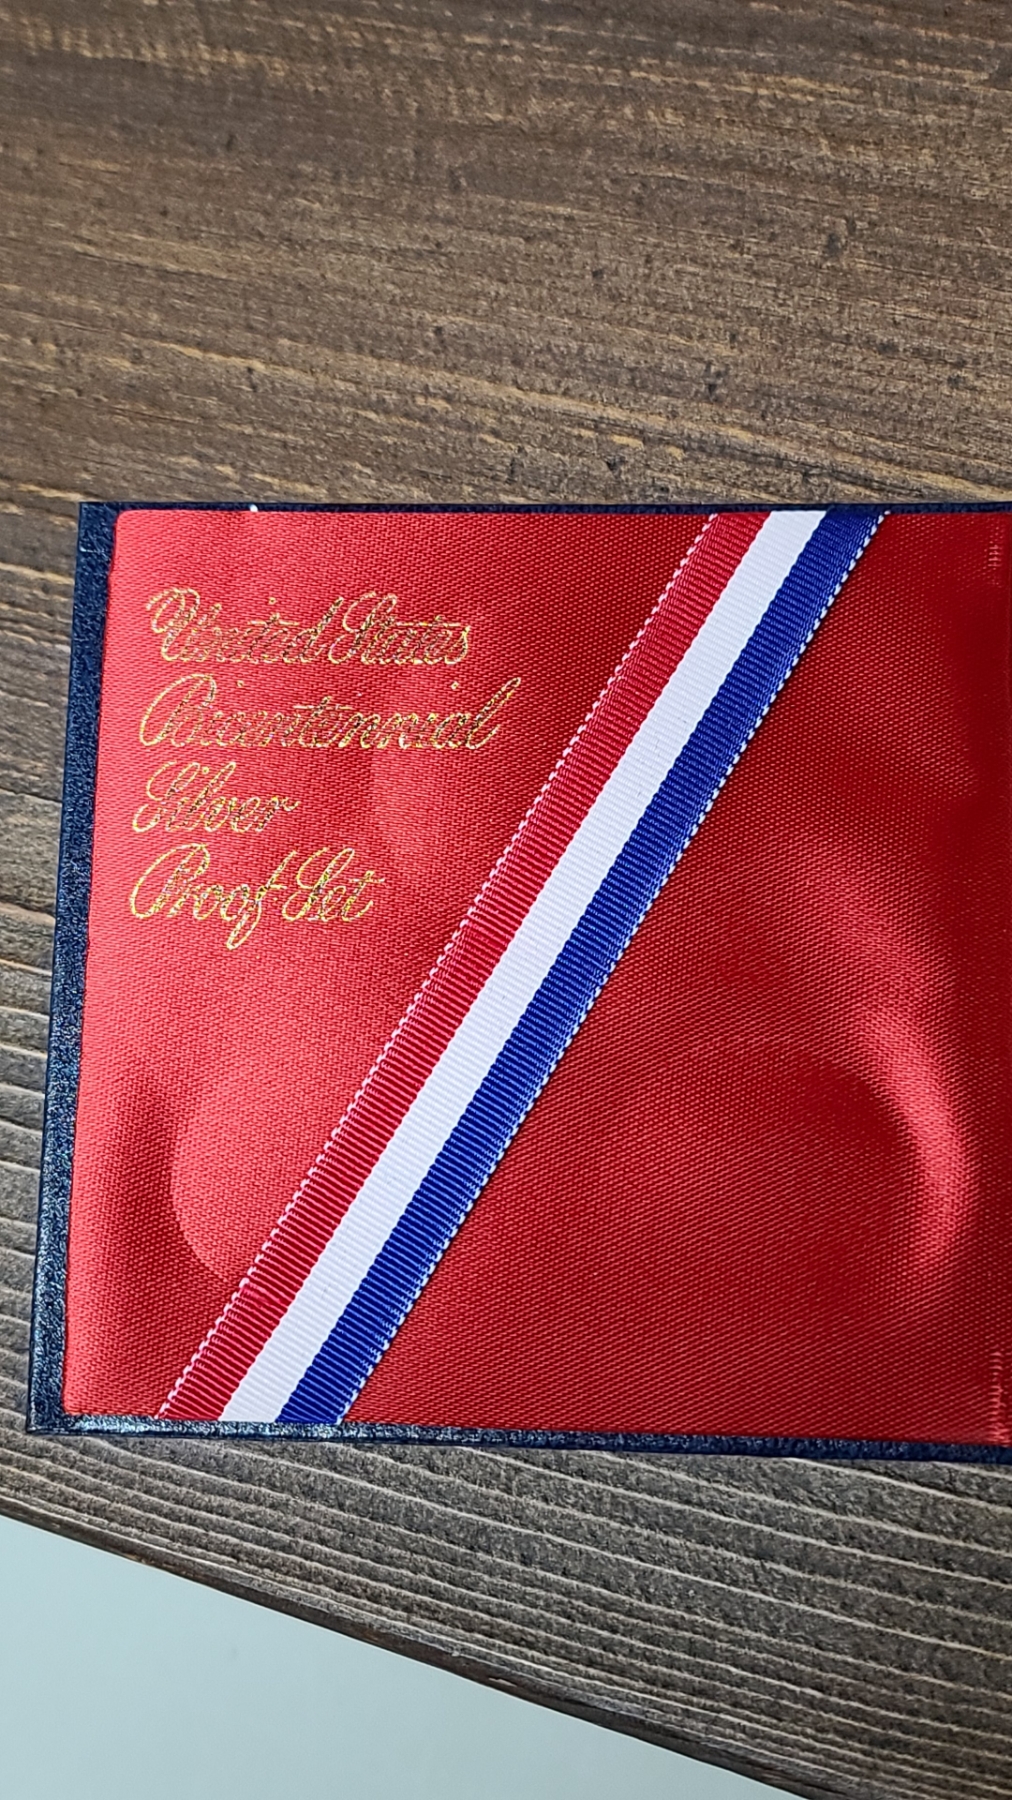 United States
Bicentennial
Silver
Proof Set